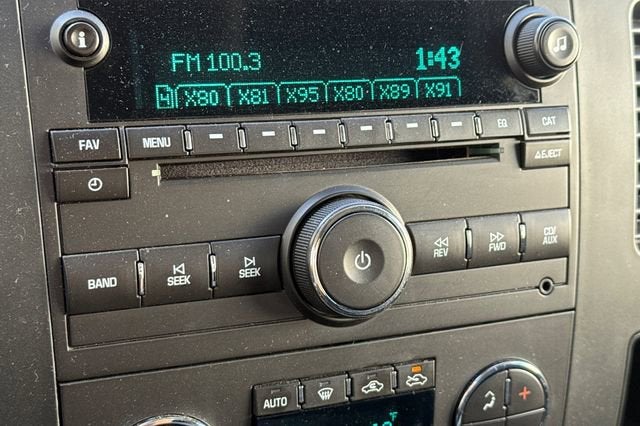 i
FM 100.3 1:43
4 X80 X81 X95 X80 X89 X91
FAV MENU EQ CAT
EJECT
BAND SEEK SEEK REV FWD CD/AUX
AUTO
°F